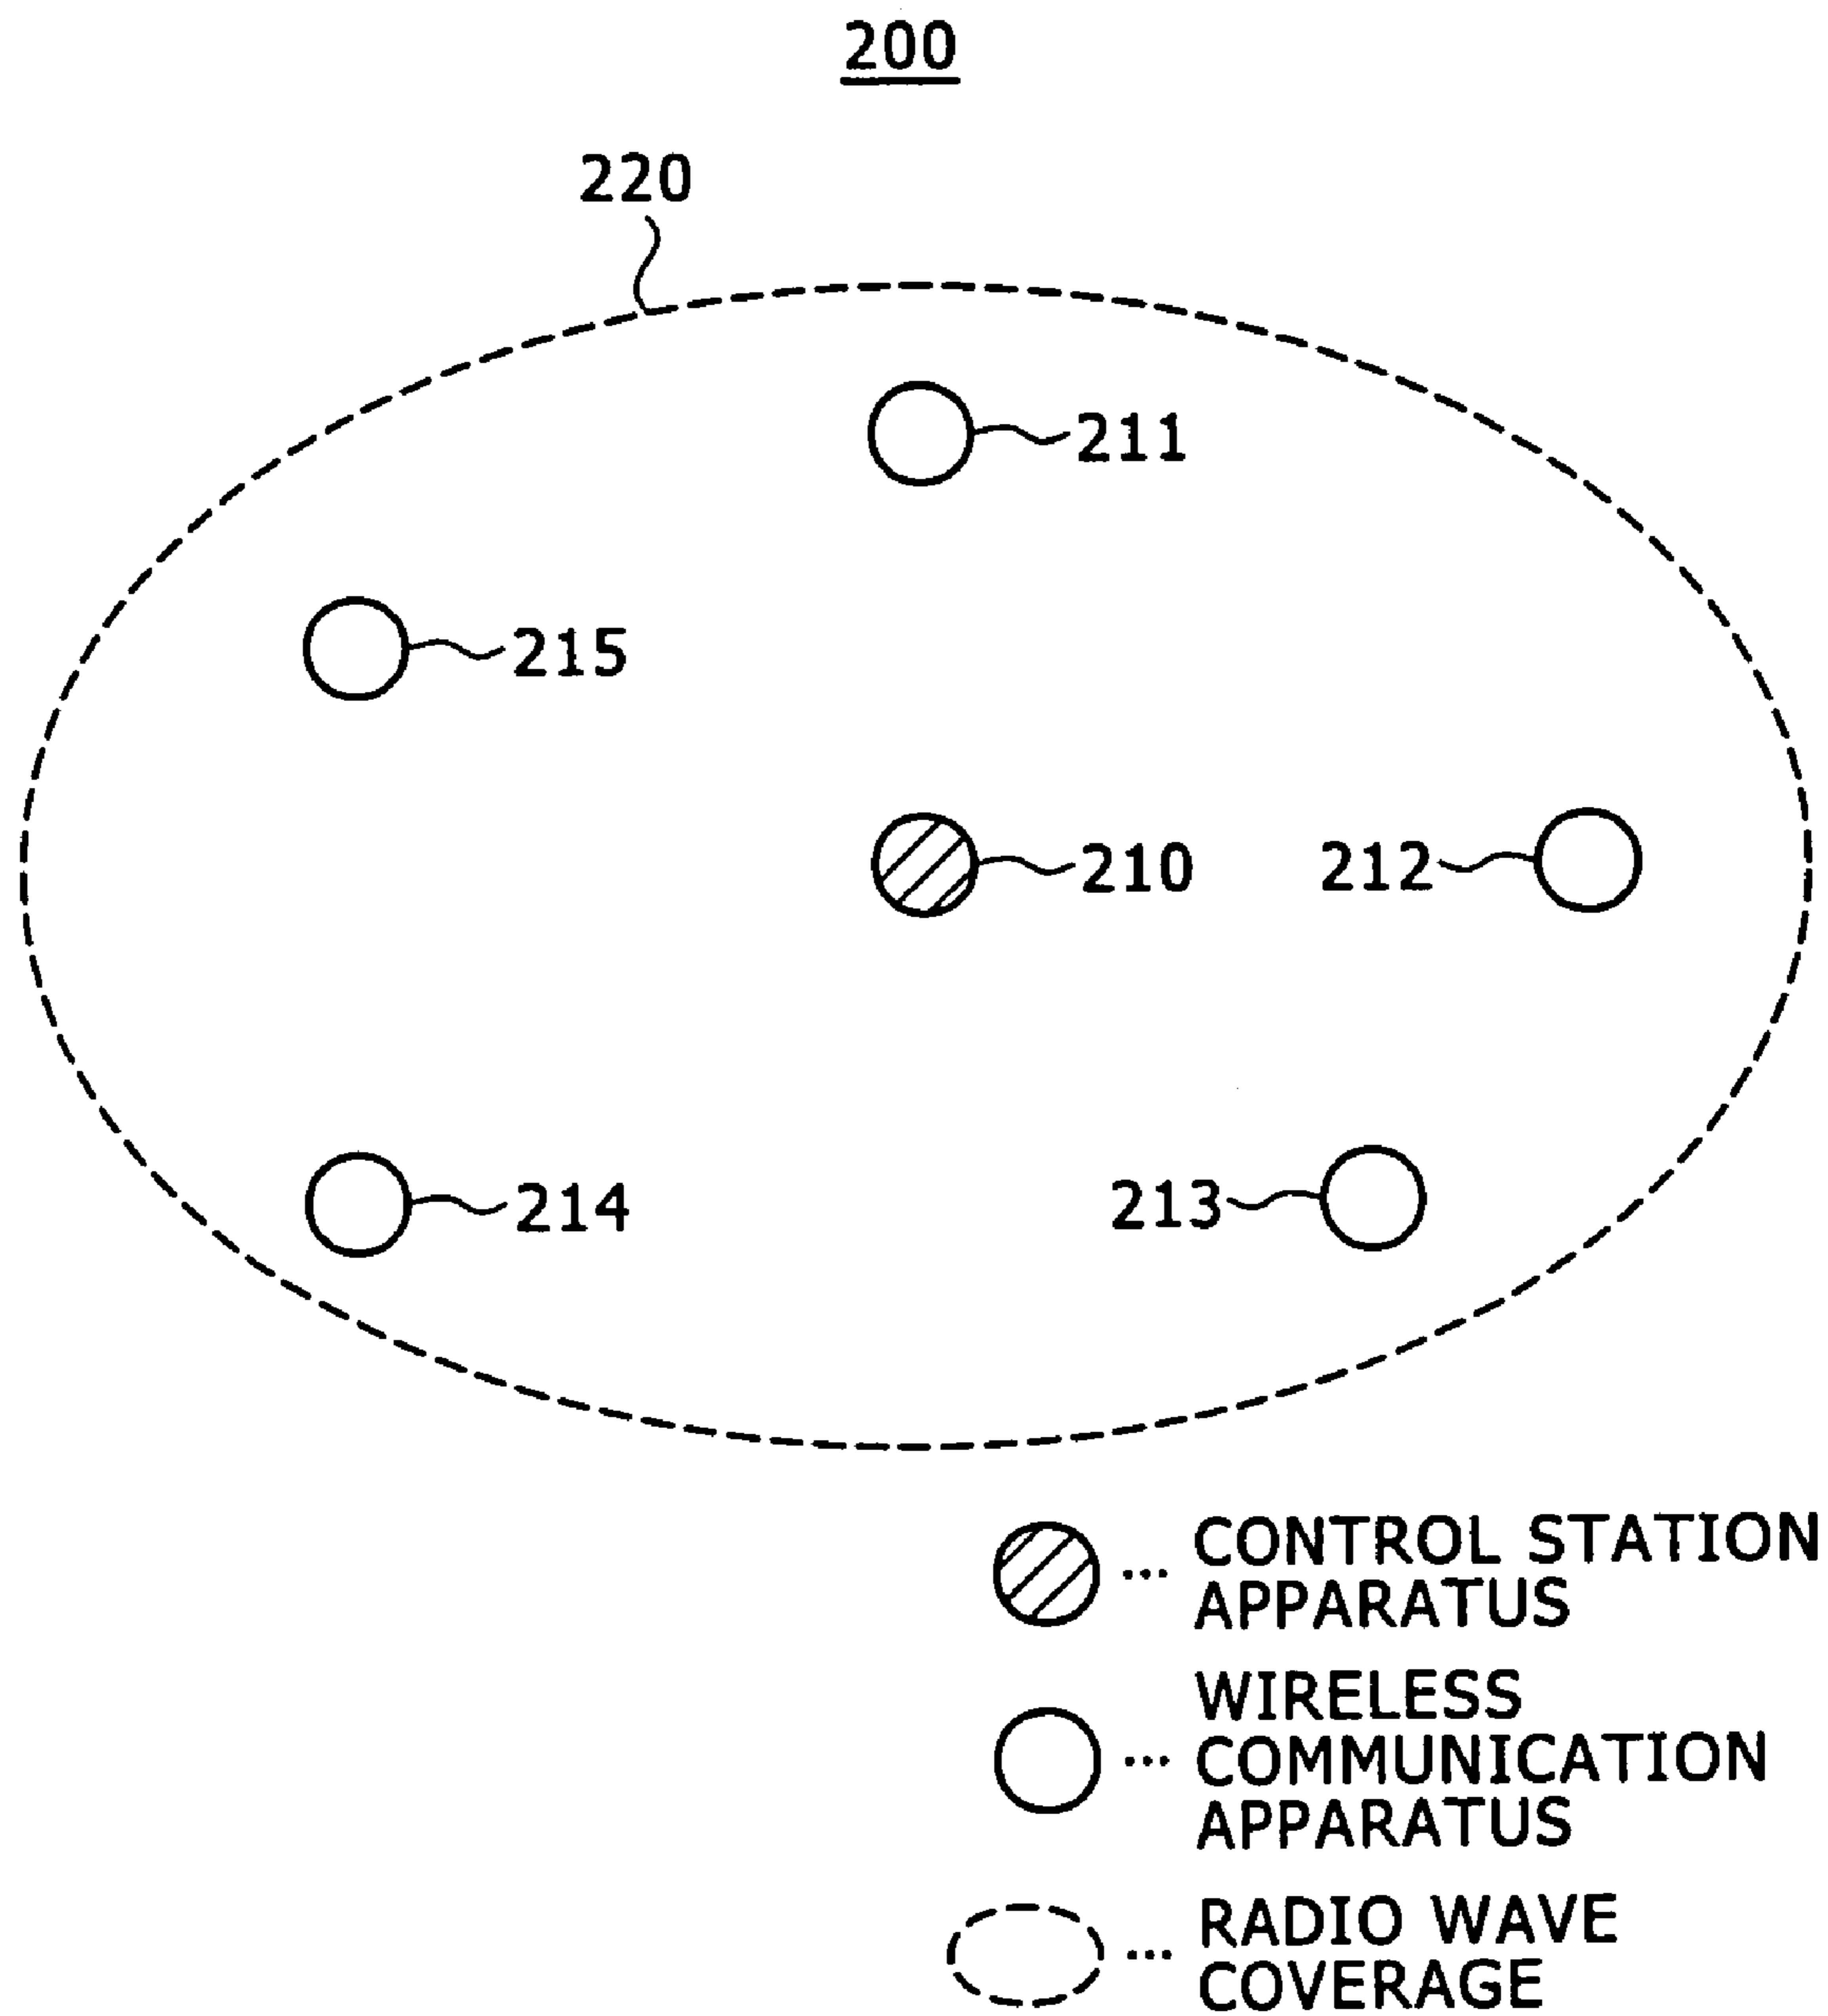 200
220
211
215
210
212
214
213
... CONTROL STATION
APPARATUS
WIRELESS
... COMMUNICATION
APPARATUS
... RADIO WAVE
COVERAGE